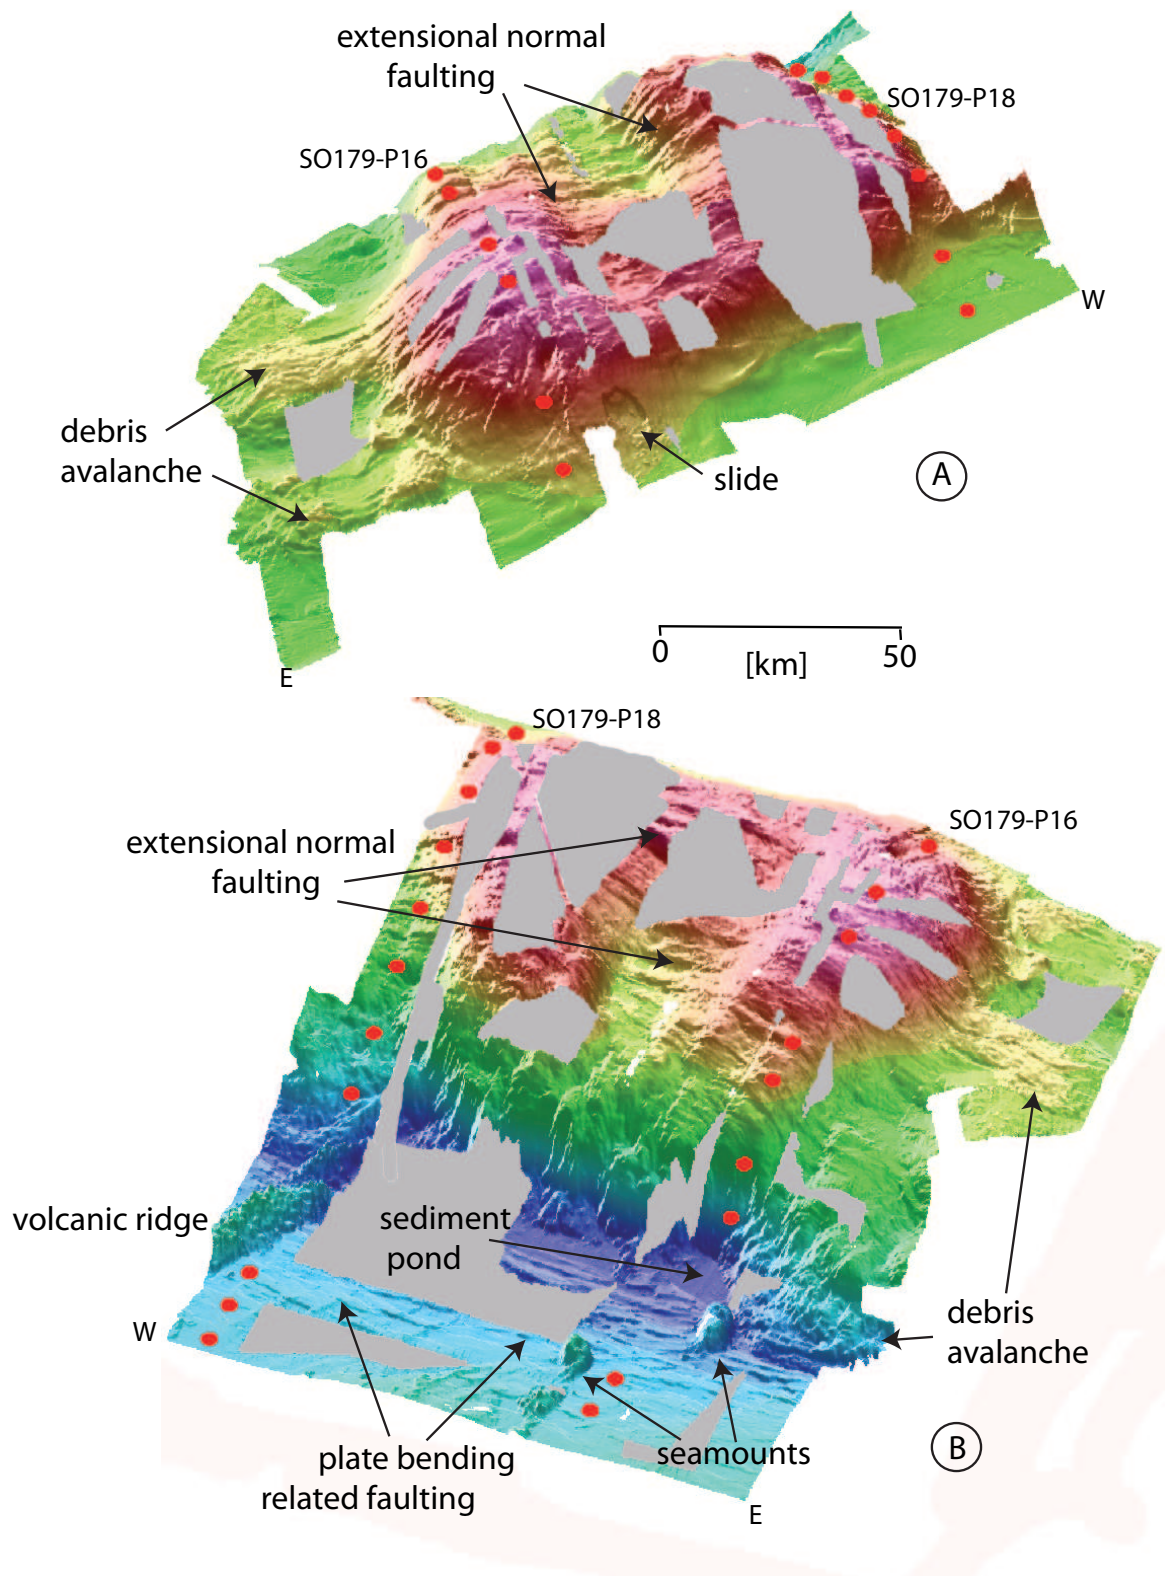 extensional normal
faulting
SO179-P18
SO179-P16
W
debris
avalanche
slide
A
0
[km]
50
E
SO179-P18
SO179-P16
extensional normal
faulting
volcanic ridge
sediment
pond
W
debris
avalanche
plate bending
related faulting
seamounts
B
E